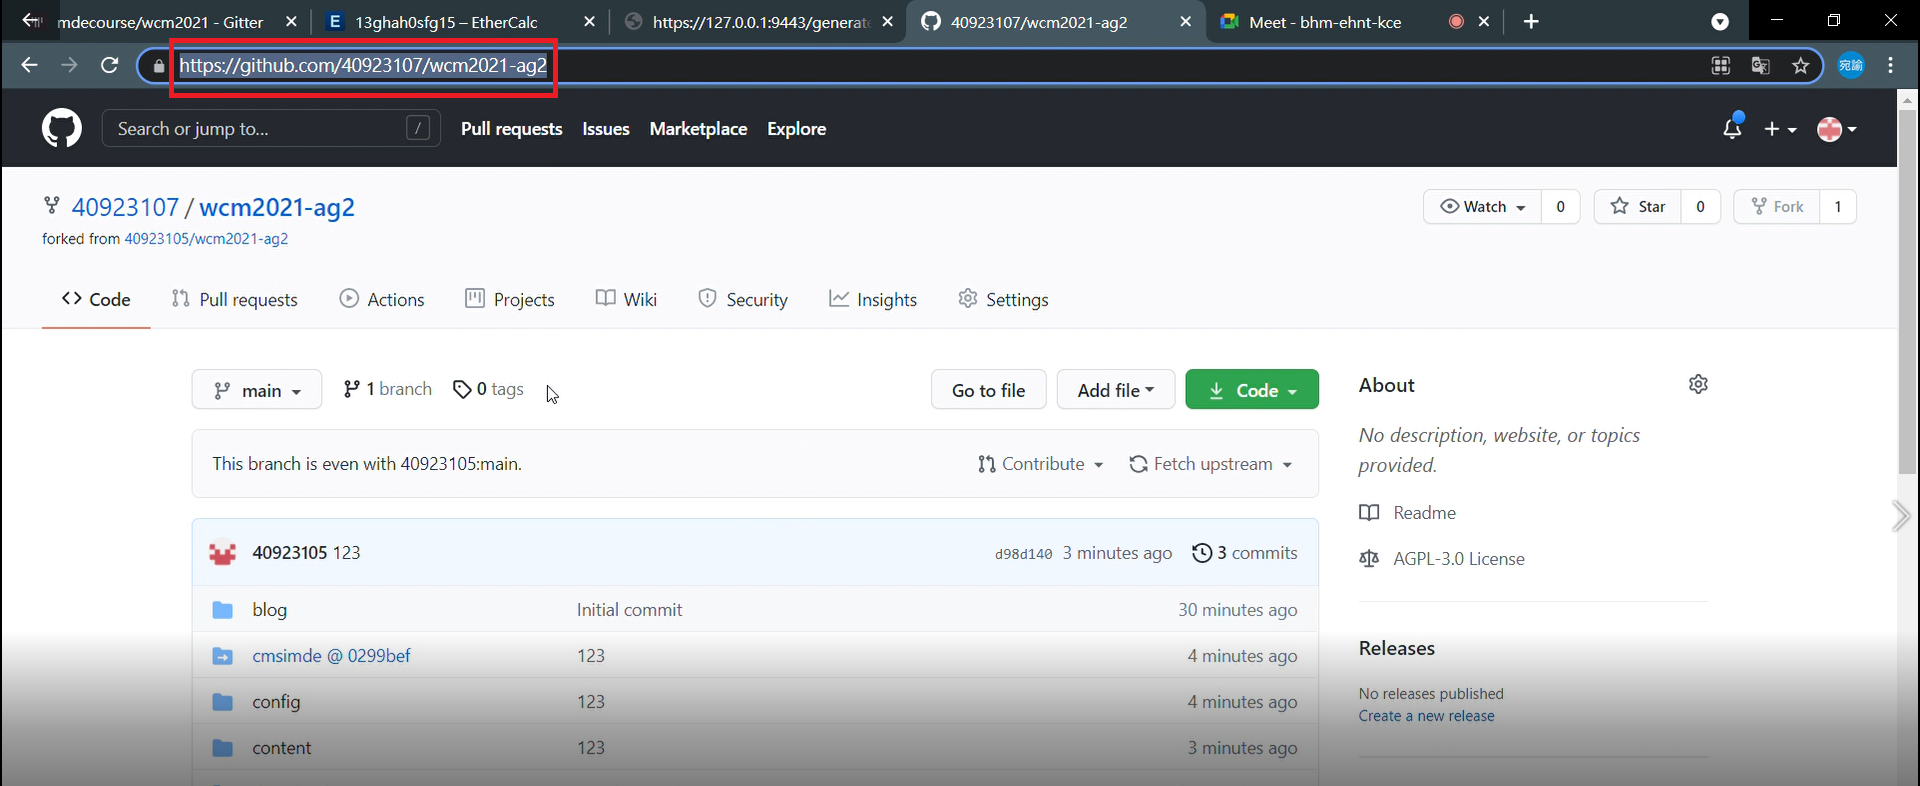 mdecourse/wcm2021 - Gitter
E 13ghah0sfg15 – EtherCalc
https://127.0.0.1:9443/generat
40923107/wcm2021-ag2
Meet - bhm-ehnt-kce
https://github.com/40923107/wcm2021-ag2
宛諭
Search or jump to... /
Pull requests Issues Marketplace Explore
40923107 / wcm2021-ag2
Watch 0 Star 0 Fork 1
forked from 40923105/wcm2021-ag2
Code Pull requests Actions Projects Wiki Security Insights Settings
main 1 branch 0 tags Go to file Add file Code
About
No description, website, or topics
provided.
This branch is even with 40923105:main. Contribute Fetch upstream
Readme
40923105 123 d98d140 3 minutes ago 3 commits
AGPL-3.0 License
blog Initial commit 30 minutes ago
cmsimde @ 0299bef 123 4 minutes ago
Releases
config 123 4 minutes ago
No releases published
Create a new release
content 123 3 minutes ago